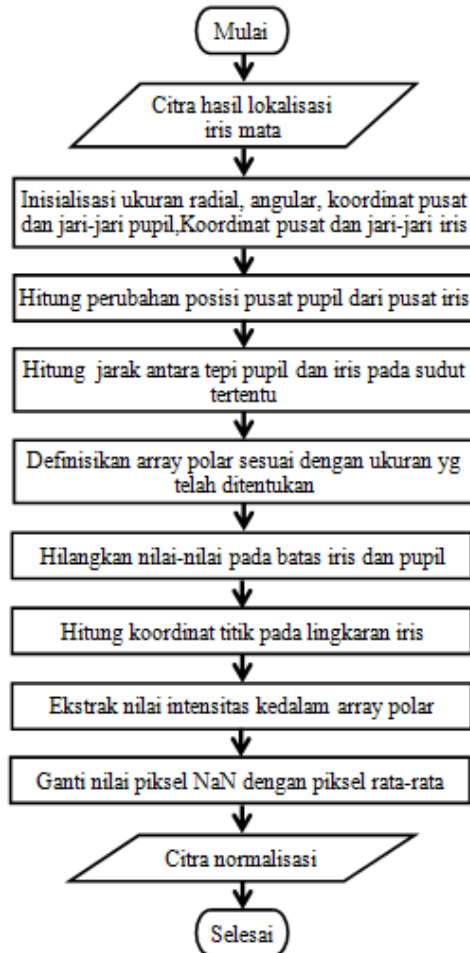 Mulai
Citra hasil lokalisasi
iris mata
Inisialisasi ukuran radial, angular, koordinat pusat
dan jari-jari pupil,Koordinat pusat dan jari-jari iris
Hitung perubahan posisi pusat pupil dari pusat iris
Hitung jarak antara tepi pupil dan iris pada sudut
tertentu
Definisikan array polar sesuai dengan ukuran yg
telah ditentukan
Hilangkan nilai-nilai pada batas iris dan pupil
Hitung koordinat titik pada lingkaran iris
Ekstrak nilai intensitas kedalam array polar
Ganti nilai piksel NaN dengan piksel rata-rata
Citra normalisasi
Selesai